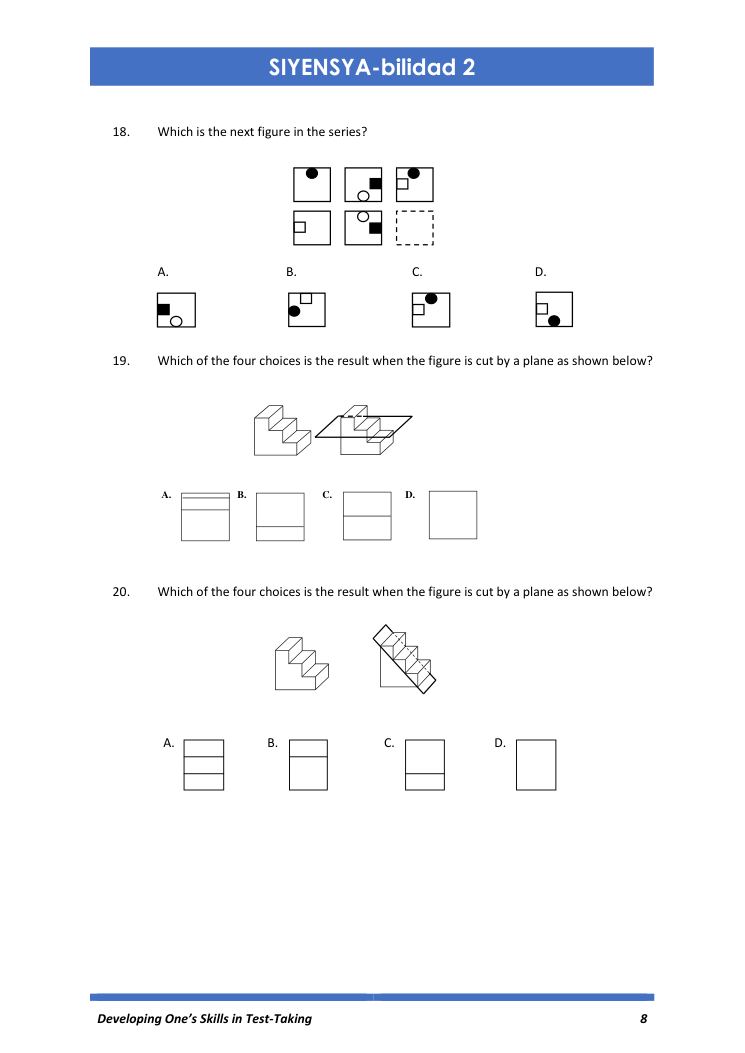 SIYENSYA-bilidad 2
18. Which is the next figure in the series?
A. B. C. D.
19. Which of the four choices is the result when the figure is cut by a plane as shown below?
A. B. C. D.
20. Which of the four choices is the result when the figure is cut by a plane as shown below?
A. B. C. D.
Developing One's Skills in Test-Taking 8